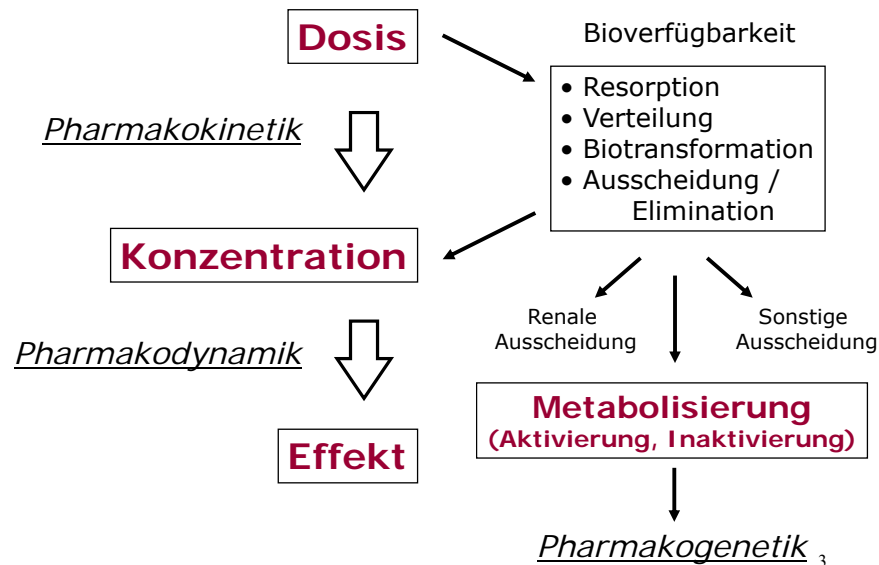 Dosis
Bioverfügbarkeit
• Resorption
• Verteilung
• Biotransformation
• Ausscheidung /
Elimination
Pharmakokinetik
Konzentration
Renale
Ausscheidung
Sonstige
Ausscheidung
Pharmakodynamik
Metabolisierung
(Aktivierung, Inaktivierung)
Effekt
Pharmakogenetik
3